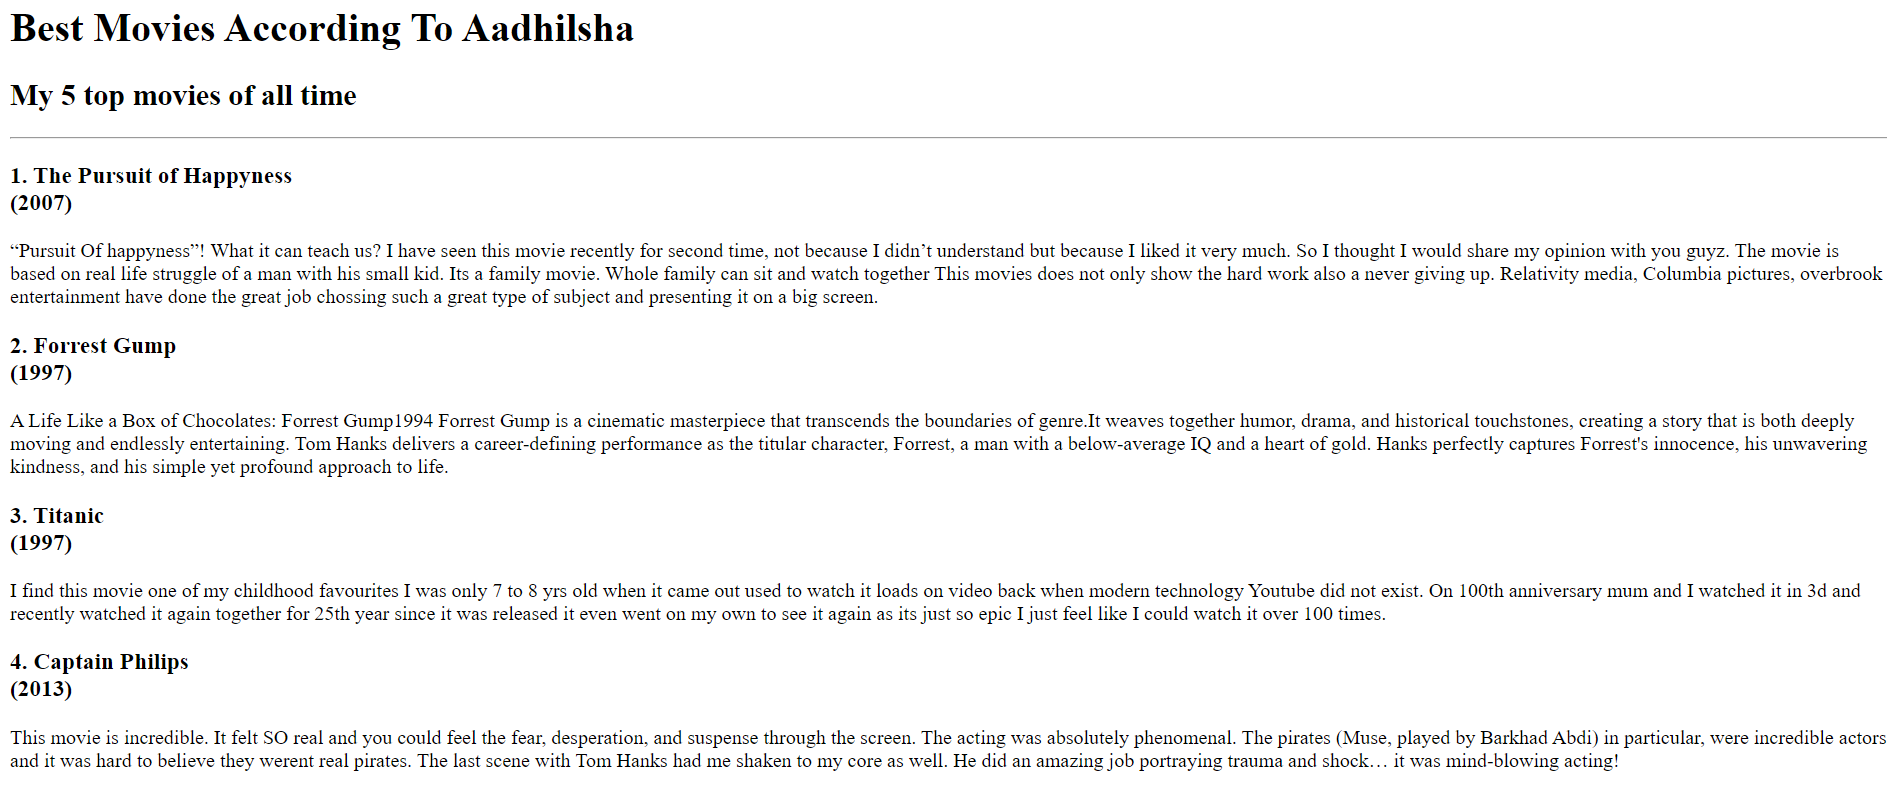 Best Movies According To Aadhilsha
My 5 top movies of all time
1. The Pursuit of Happyness
(2007)
“Pursuit Of happyness”! What it can teach us? I have seen this movie recently for second time, not because I didn’t understand but because I liked it very much. So I thought I would share my opinion with you guyz. The movie is
based on real life struggle of a man with his small kid. Its a family movie. Whole family can sit and watch together This movies does not only show the hard work also a never giving up. Relativity media, Columbia pictures, overbrook
entertainment have done the great job chossing such a great type of subject and presenting it on a big screen.
2. Forrest Gump
(1997)
A Life Like a Box of Chocolates: Forrest Gump1994 Forrest Gump is a cinematic masterpiece that transcends the boundaries of genre.It weaves together humor, drama, and historical touchstones, creating a story that is both deeply
moving and endlessly entertaining. Tom Hanks delivers a career-defining performance as the titular character, Forrest, a man with a below-average IQ and a heart of gold. Hanks perfectly captures Forrest's innocence, his unwavering
kindness, and his simple yet profound approach to life.
3. Titanic
(1997)
I find this movie one of my childhood favourites I was only 7 to 8 yrs old when it came out used to watch it loads on video back when modern technology Youtube did not exist. On 100th anniversary mum and I watched it in 3d and
recently watched it again together for 25th year since it was released it even went on my own to see it again as its just so epic I just feel like I could watch it over 100 times.
4. Captain Philips
(2013)
This movie is incredible. It felt SO real and you could feel the fear, desperation, and suspense through the screen. The acting was absolutely phenomenal. The pirates (Muse, played by Barkhad Abdi) in particular, were incredible actors
and it was hard to believe they werent real pirates. The last scene with Tom Hanks had me shaken to my core as well. He did an amazing job portraying trauma and shock… it was mind-blowing acting!